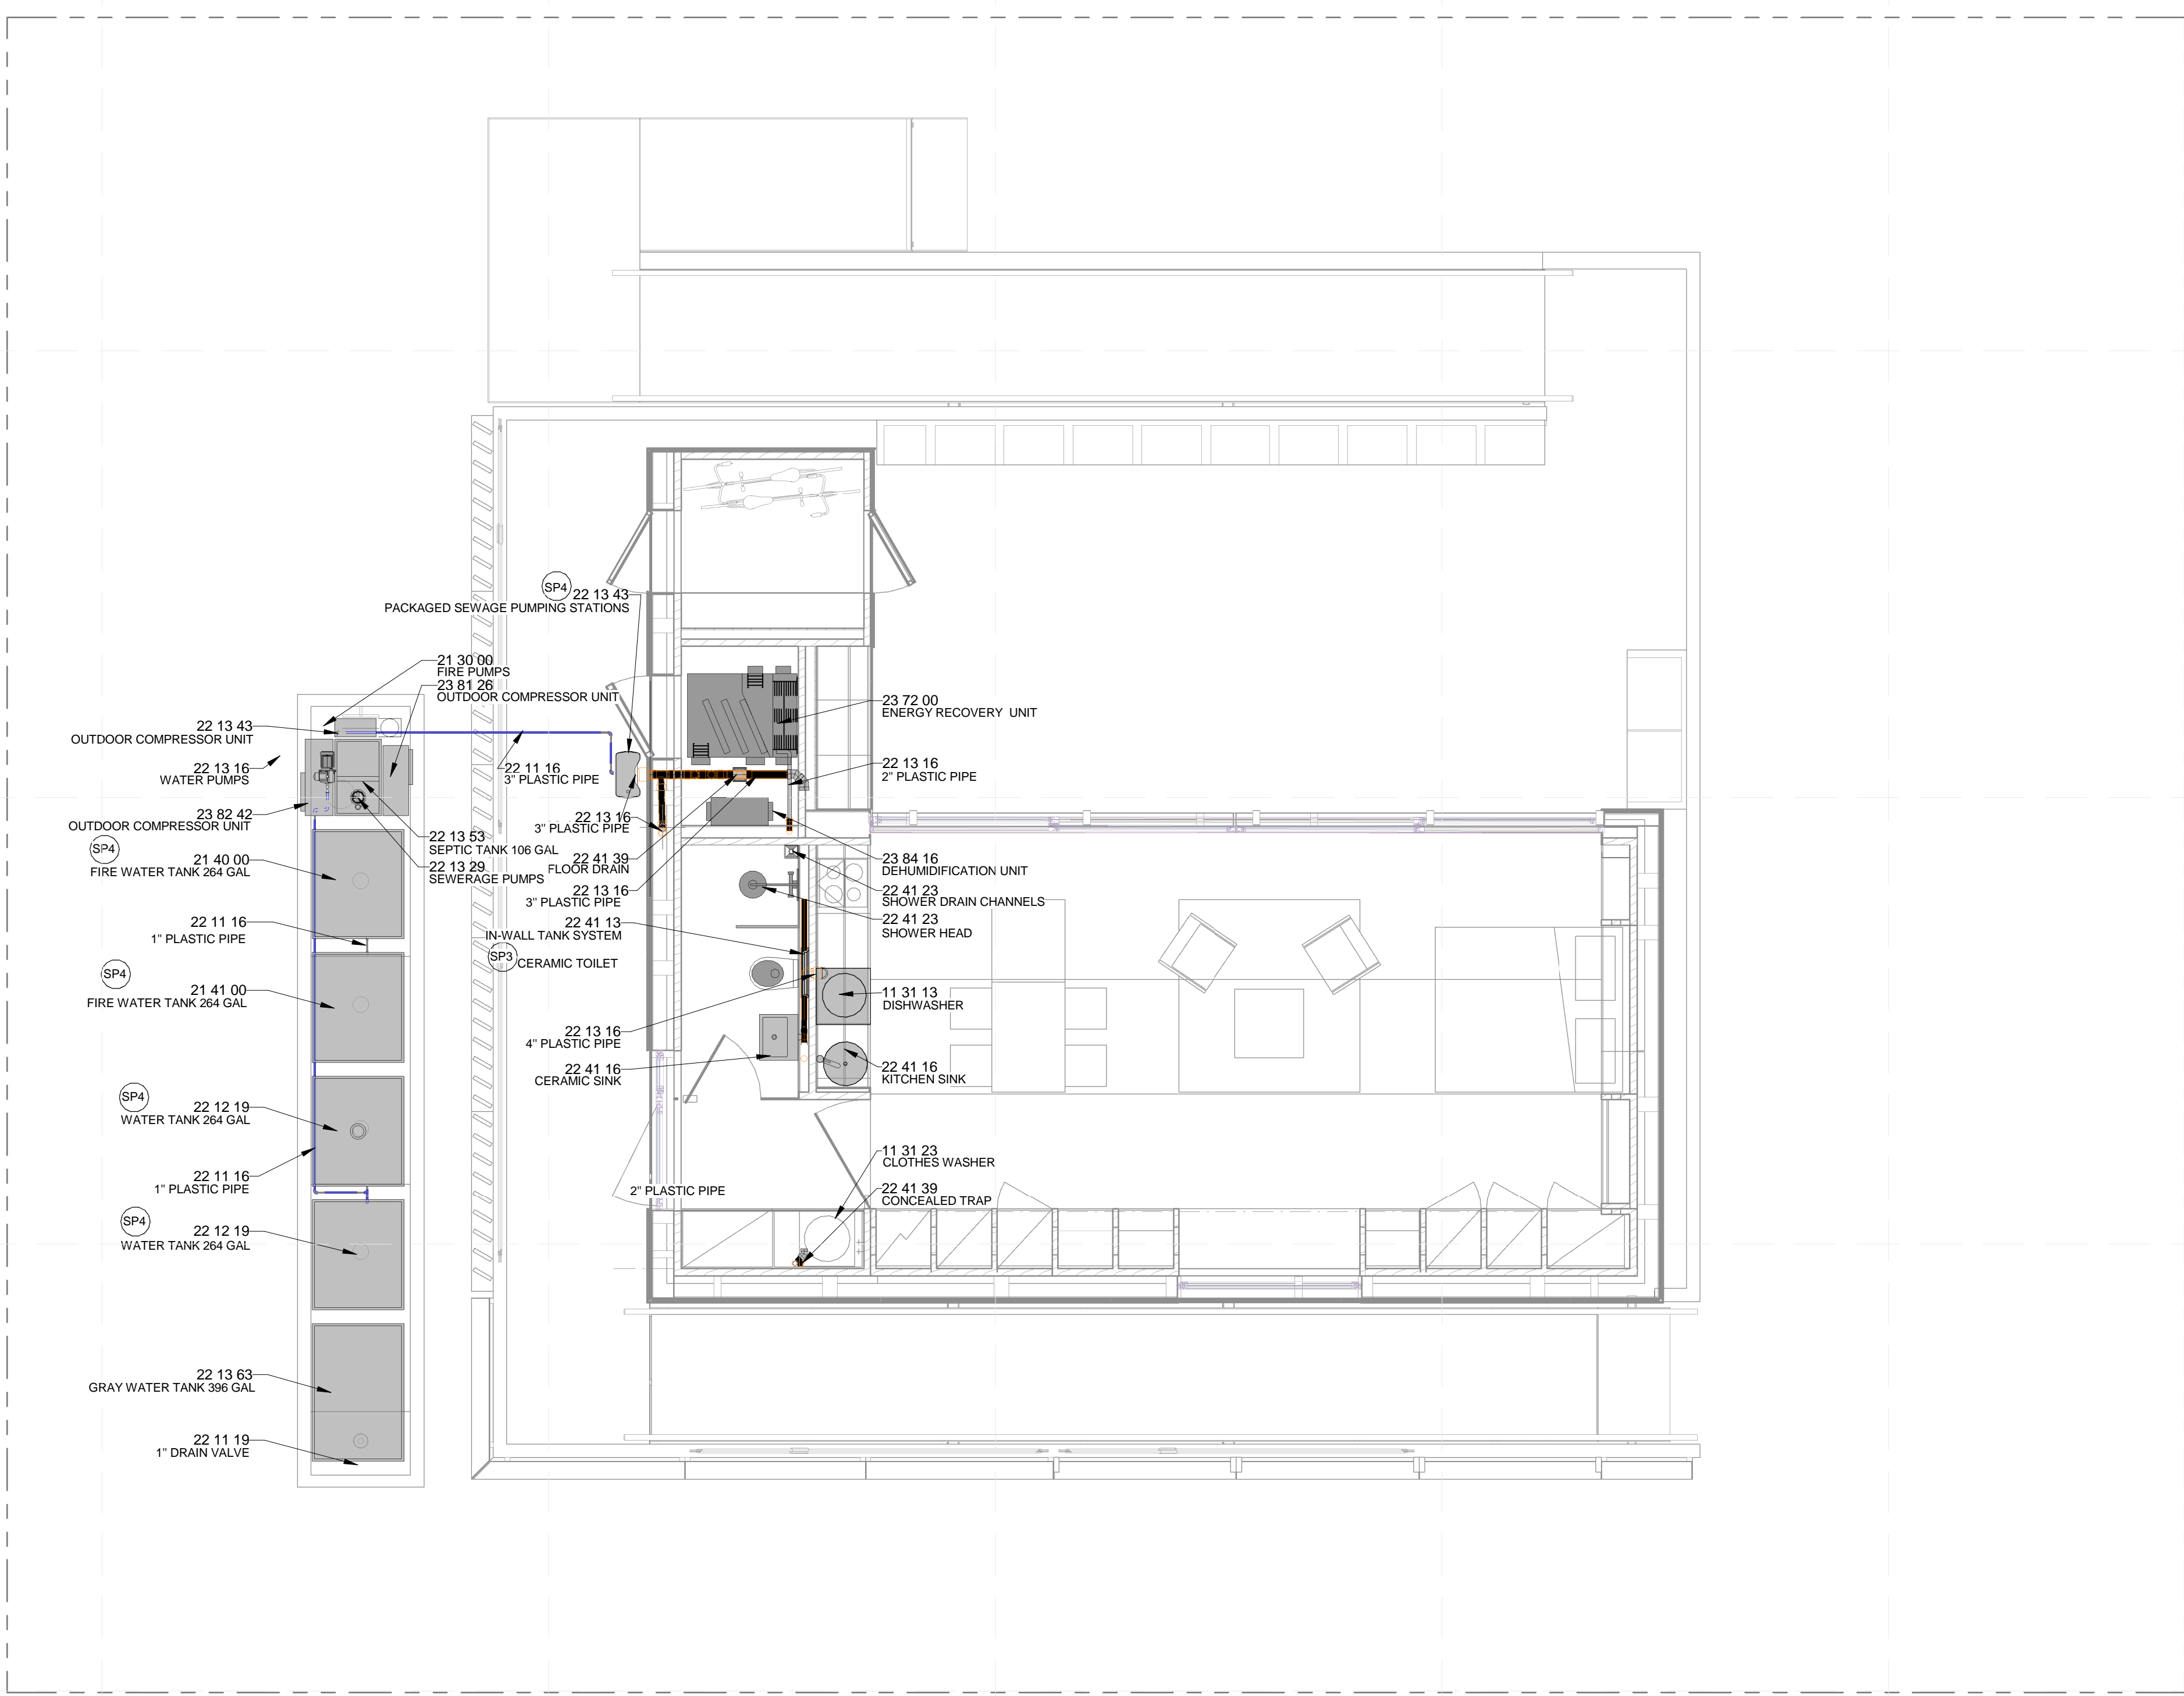 SP4
22 13 43
PACKAGED SEWAGE PUMPING STATIONS
21 30 00
FIRE PUMPS
23 81 26
OUTDOOR COMPRESSOR UNIT
22 13 43
OUTDOOR COMPRESSOR UNIT
22 13 16
WATER PUMPS
23 82 42
OUTDOOR COMPRESSOR UNIT
22 11 16
3" PLASTIC PIPE
22 13 53
SEPTIC TANK 106 GAL
22 13 29
SEWERAGE PUMPS
SP4
21 40 00
FIRE WATER TANK 264 GAL
22 11 16
1" PLASTIC PIPE
SP4
21 41 00
FIRE WATER TANK 264 GAL
SP4
22 12 19
WATER TANK 264 GAL
22 11 16
1" PLASTIC PIPE
SP4
22 12 19
WATER TANK 264 GAL
22 13 63
GRAY WATER TANK 396 GAL
22 11 19
1" DRAIN VALVE
22 13 16
3" PLASTIC PIPE
22 41 39
FLOOR DRAIN
22 13 16
3" PLASTIC PIPE
22 41 13
IN-WALL TANK SYSTEM
SP3
CERAMIC TOILET
22 13 16
4" PLASTIC PIPE
22 41 16
CERAMIC SINK
2" PLASTIC PIPE
23 72 00
ENERGY RECOVERY UNIT
22 13 16
2" PLASTIC PIPE
23 84 16
DEHUMIDIFICATION UNIT
22 41 23
SHOWER DRAIN CHANNELS
22 41 23
SHOWER HEAD
11 31 13
DISHWASHER
22 41 16
KITCHEN SINK
11 31 23
CLOTHES WASHER
22 41 39
CONCEALED TRAP